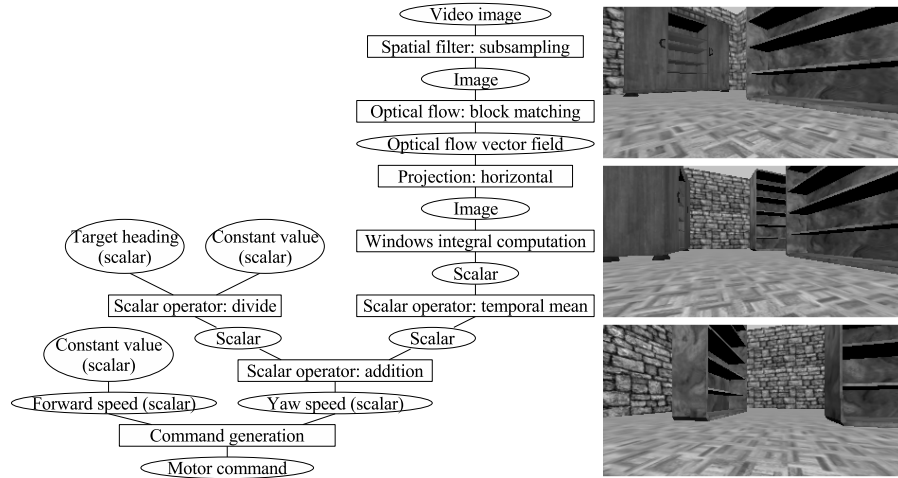 Video image
Spatial filter: subsampling
Image
Optical flow: block matching
Optical flow vector field
Projection: horizontal
Image
Target heading
(scalar)
Constant value
(scalar)
Windows integral computation
Scalar
Scalar operator: divide
Scalar operator: temporal mean
Constant value
(scalar)
Scalar
Scalar
Scalar operator: addition
Forward speed (scalar)
Yaw speed (scalar)
Command generation
Motor command